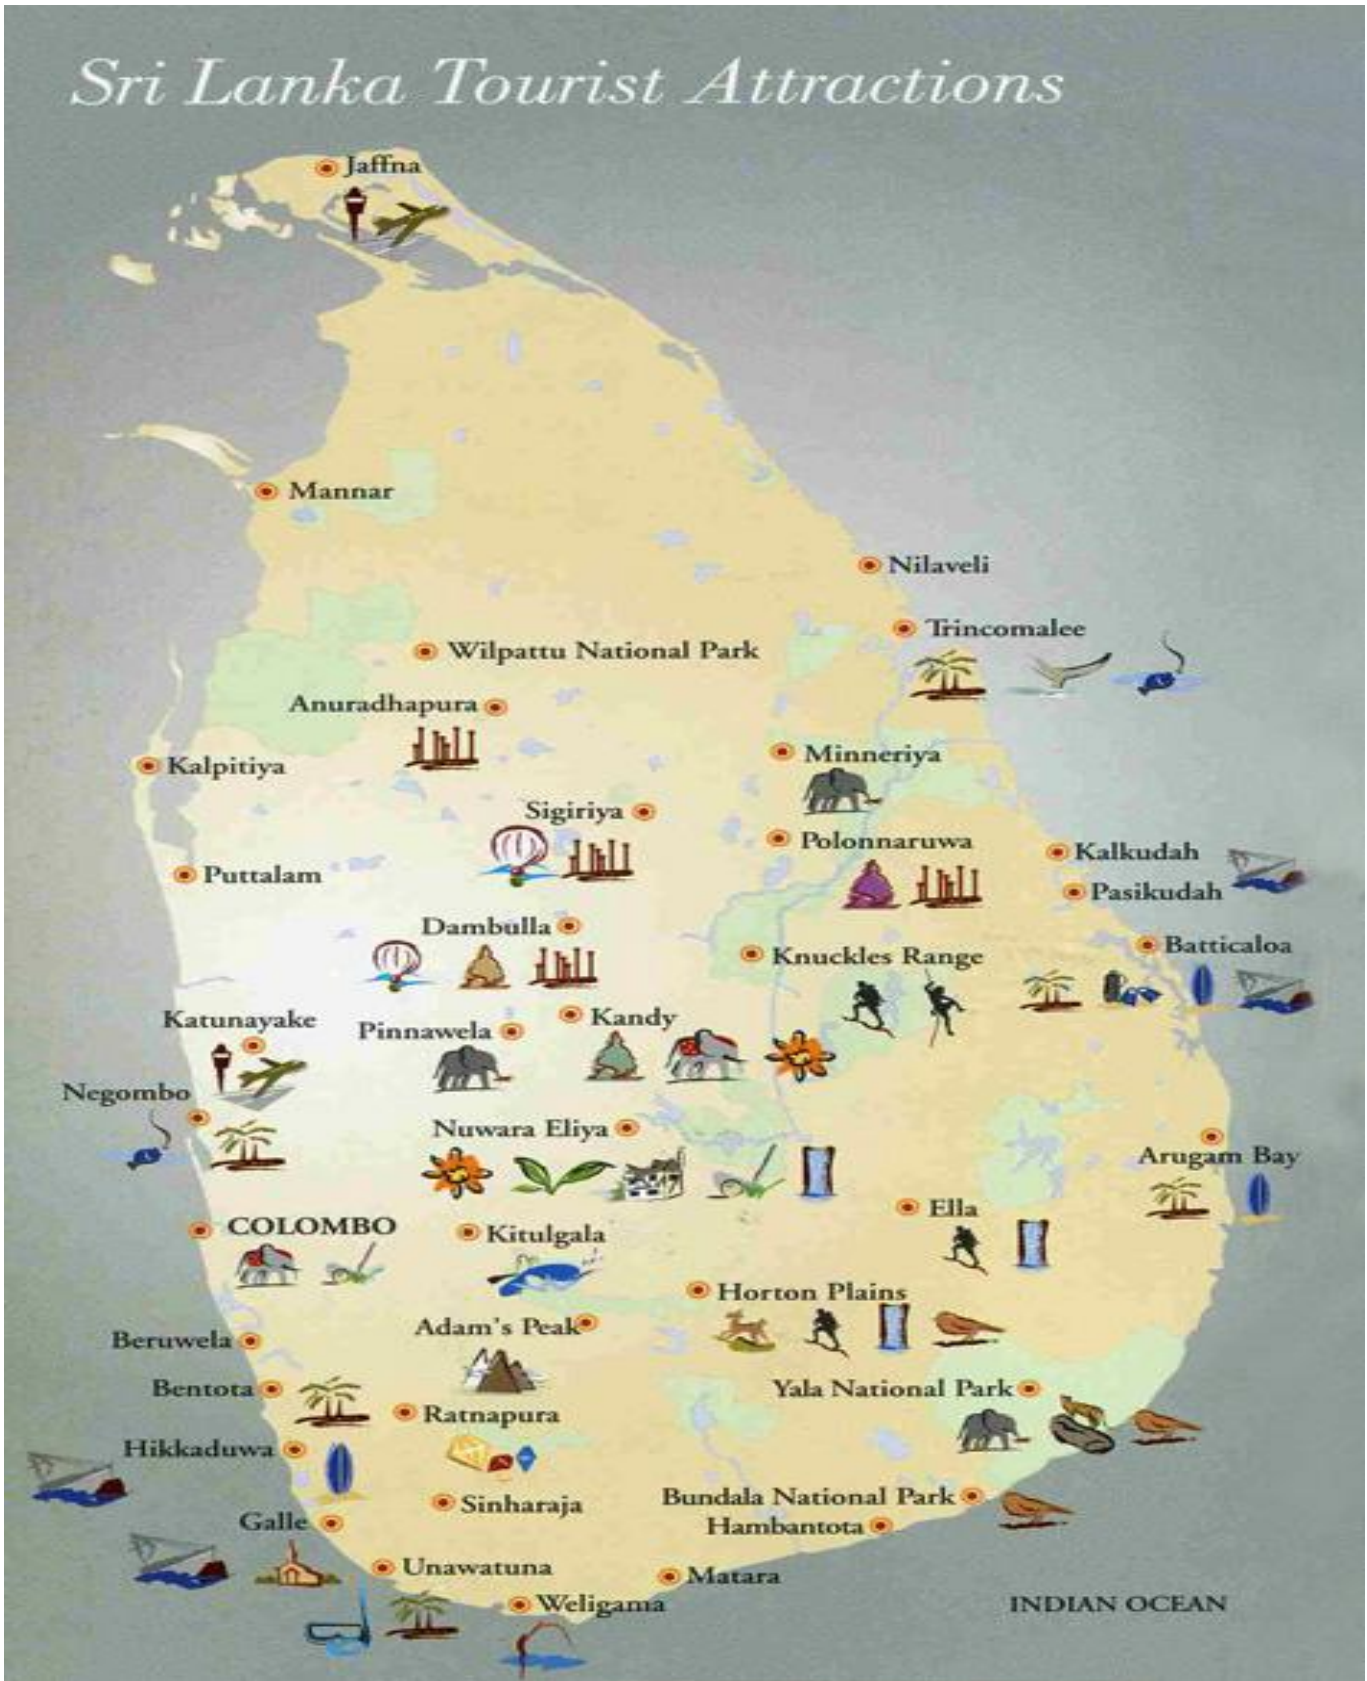 Sri Lanka Tourist Attractions
Jaffna
Mannar
Nilaveli
Trincomalee
Wilpattu National Park
Anuradhapura
Minneriya
Kalpitiya
Sigiriya
Polonnaruwa
Kalkudah
Puttalam
Pasikudah
Dambulla
Batticaloa
Knuckles Range
Katunayake
Pinnawela
Kandy
Negombo
Nuwara Eliya
Arugam Bay
Ella
COLOMBO
Kitulgala
Horton Plains
Adam's Peak
Beruwela
Bentota
Yala National Park
Ratnapura
Hikkaduwa
Sinharaja
Bundala National Park
Galle
Hambantota
Unawatuna
Matara
Weligama
INDIAN OCEAN